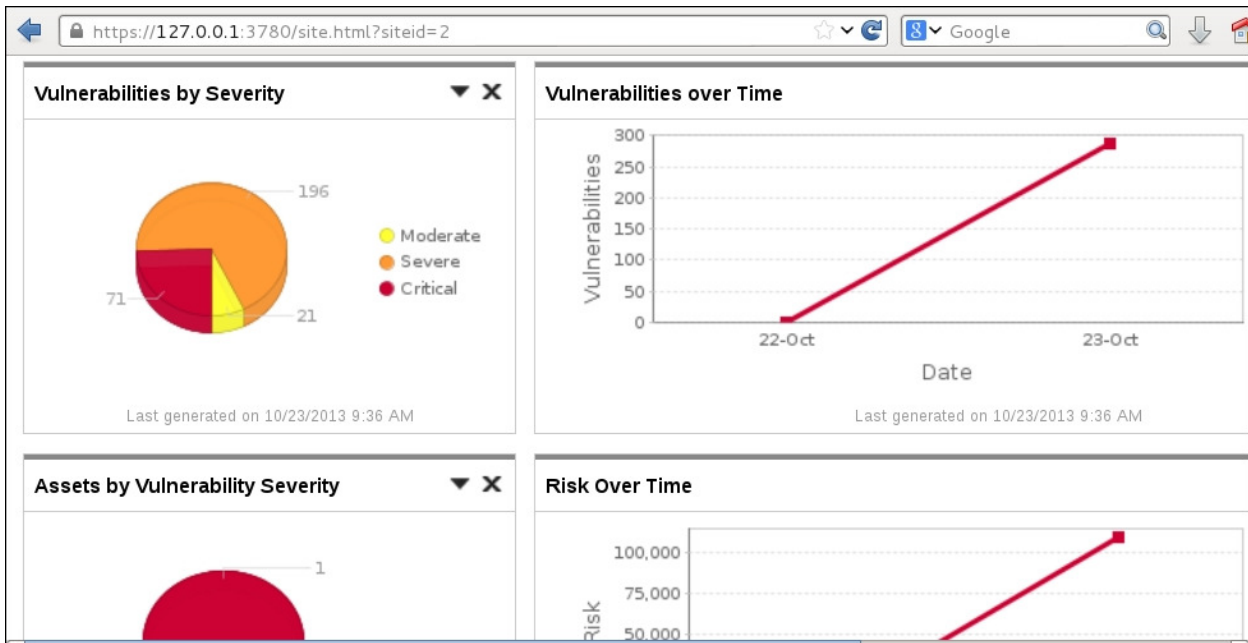 https://127.0.0.1:3780/site.html?siteid=2
8 Google
Vulnerabilities by Severity
196
71
21
Moderate
Severe
Critical
Last generated on 10/23/2013 9:36 AM
Vulnerabilities over Time
Vulnerabilities
300
250
200
150
100
50
0
22-Oct
23-Oct
Date
Last generated on 10/23/2013 9:36 AM
Assets by Vulnerability Severity
1
Risk Over Time
Risk
100,000
75,000
50,000